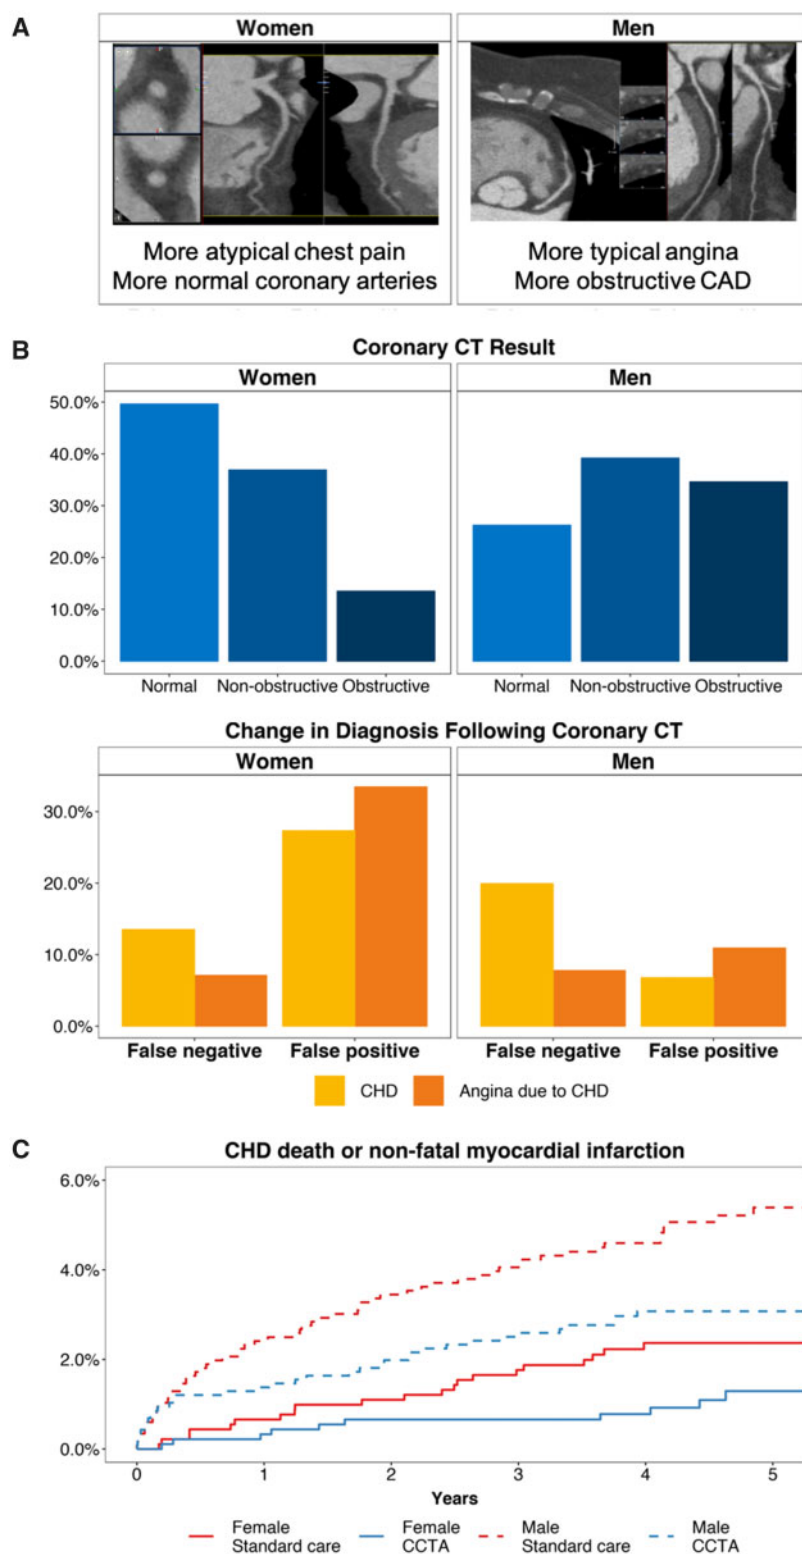 A
Women
Men
More atypical chest pain
More normal coronary arteries
More typical angina
More obstructive CAD
B
Coronary CT Result
Women
Men
50.0%
40.0%
30.0%
20.0%
10.0%
0.0%
Normal
Non-obstructive
Obstructive
Normal
Non-obstructive
Obstructive
Change in Diagnosis Following Coronary CT
Women
Men
30.0%
20.0%
10.0%
0.0%
False negative
False positive
False negative
False positive
CHD
Angina due to CHD
C
CHD death or non-fatal myocardial infarction
6.0%
4.0%
2.0%
0.0%
0
1
2
3
4
5
Years
Female
Standard care
Female
CCTA
Male
Standard care
Male
CCTA